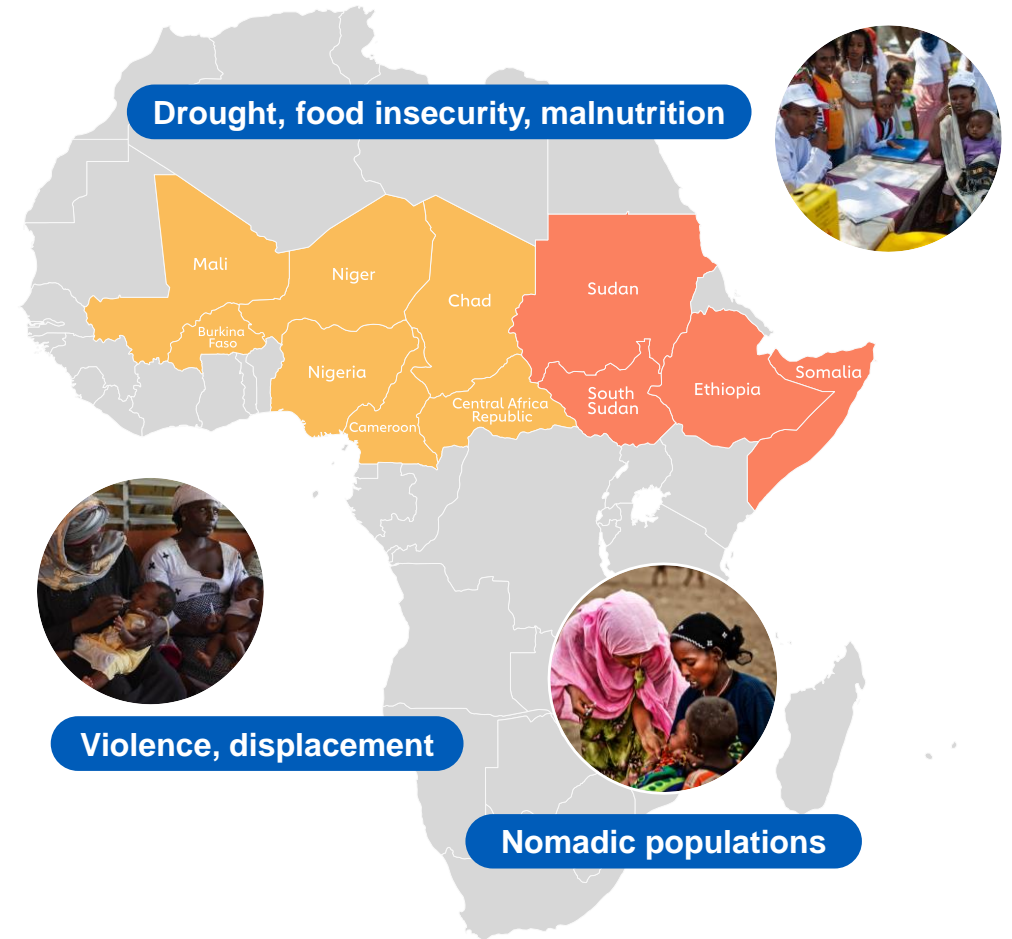 Drought, food insecurity, malnutrition
Mali
Niger
Chad
Sudan
Burkina
Faso
Nigeria
Cameroon
Central Africa
Republic
South
Sudan
Ethiopia
Somalia
Violence, displacement
Nomadic populations